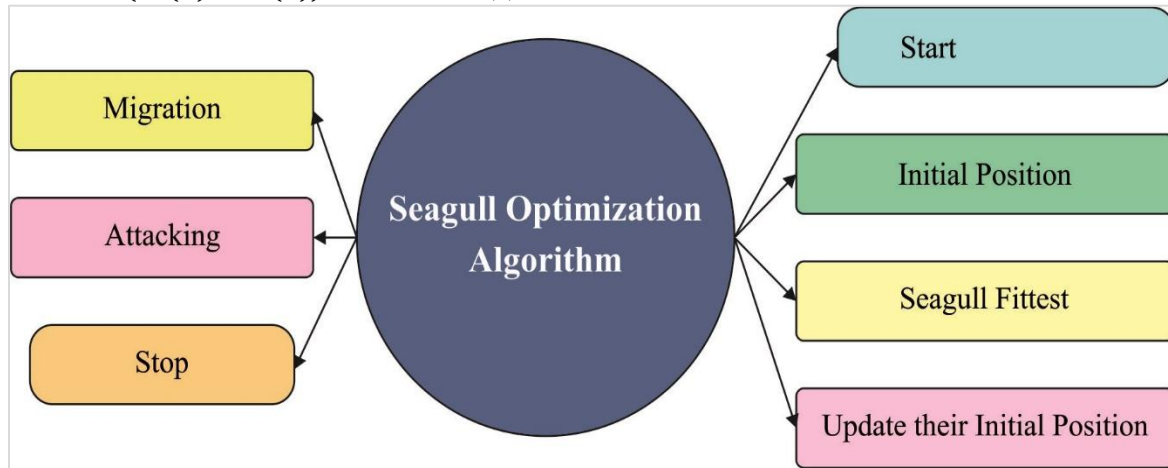 Migration
Attacking
Stop
Seagull Optimization
Algorithm
Start
Initial Position
Seagull Fittest
Update their Initial Position